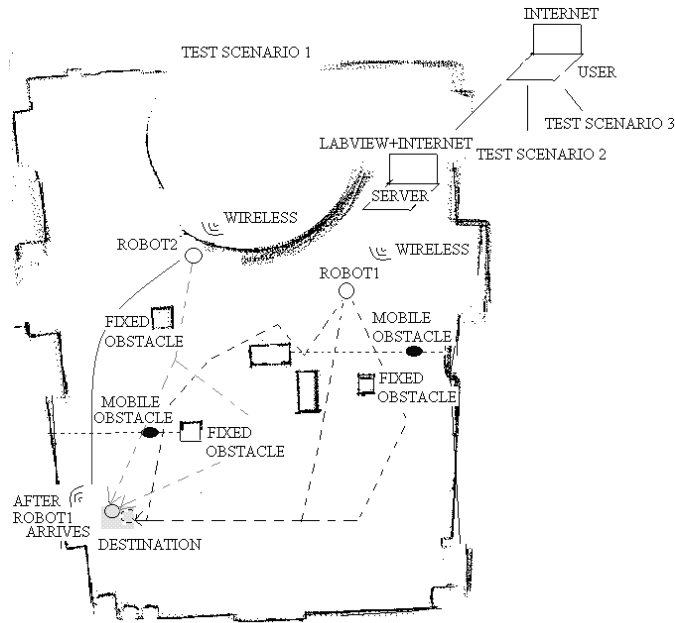 INTERNET
TEST SCENARIO 1
USER
TEST SCENARIO 3
LABVIEW+INTERNET
TEST SCENARIO 2
SERVER
WIRELESS
ROBOT2
WIRELESS
ROBOT1
FIXED
OBSTACLE
MOBILE
OBSTACLE
FIXED
OBSTACLE
MOBILE
OBSTACLE
FIXED
OBSTACLE
AFTER
ROBOT1
ARRIVES
DESTINATION